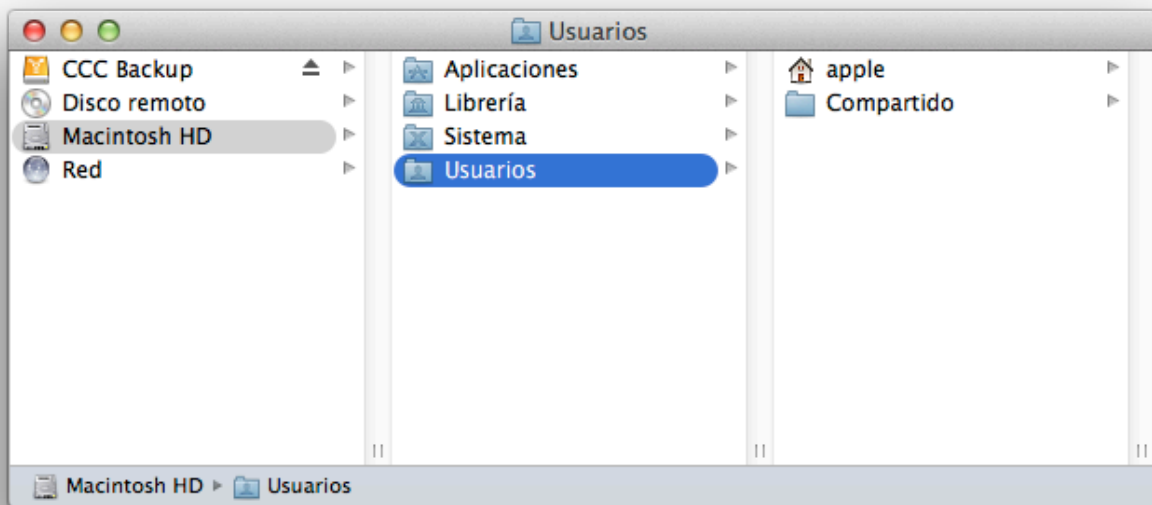 Usuarios
CCC Backup
Disco remoto
Macintosh HD
Red
Aplicaciones
Librería
Sistema
Usuarios
apple
Compartido
Macintosh HD ▸ Usuarios